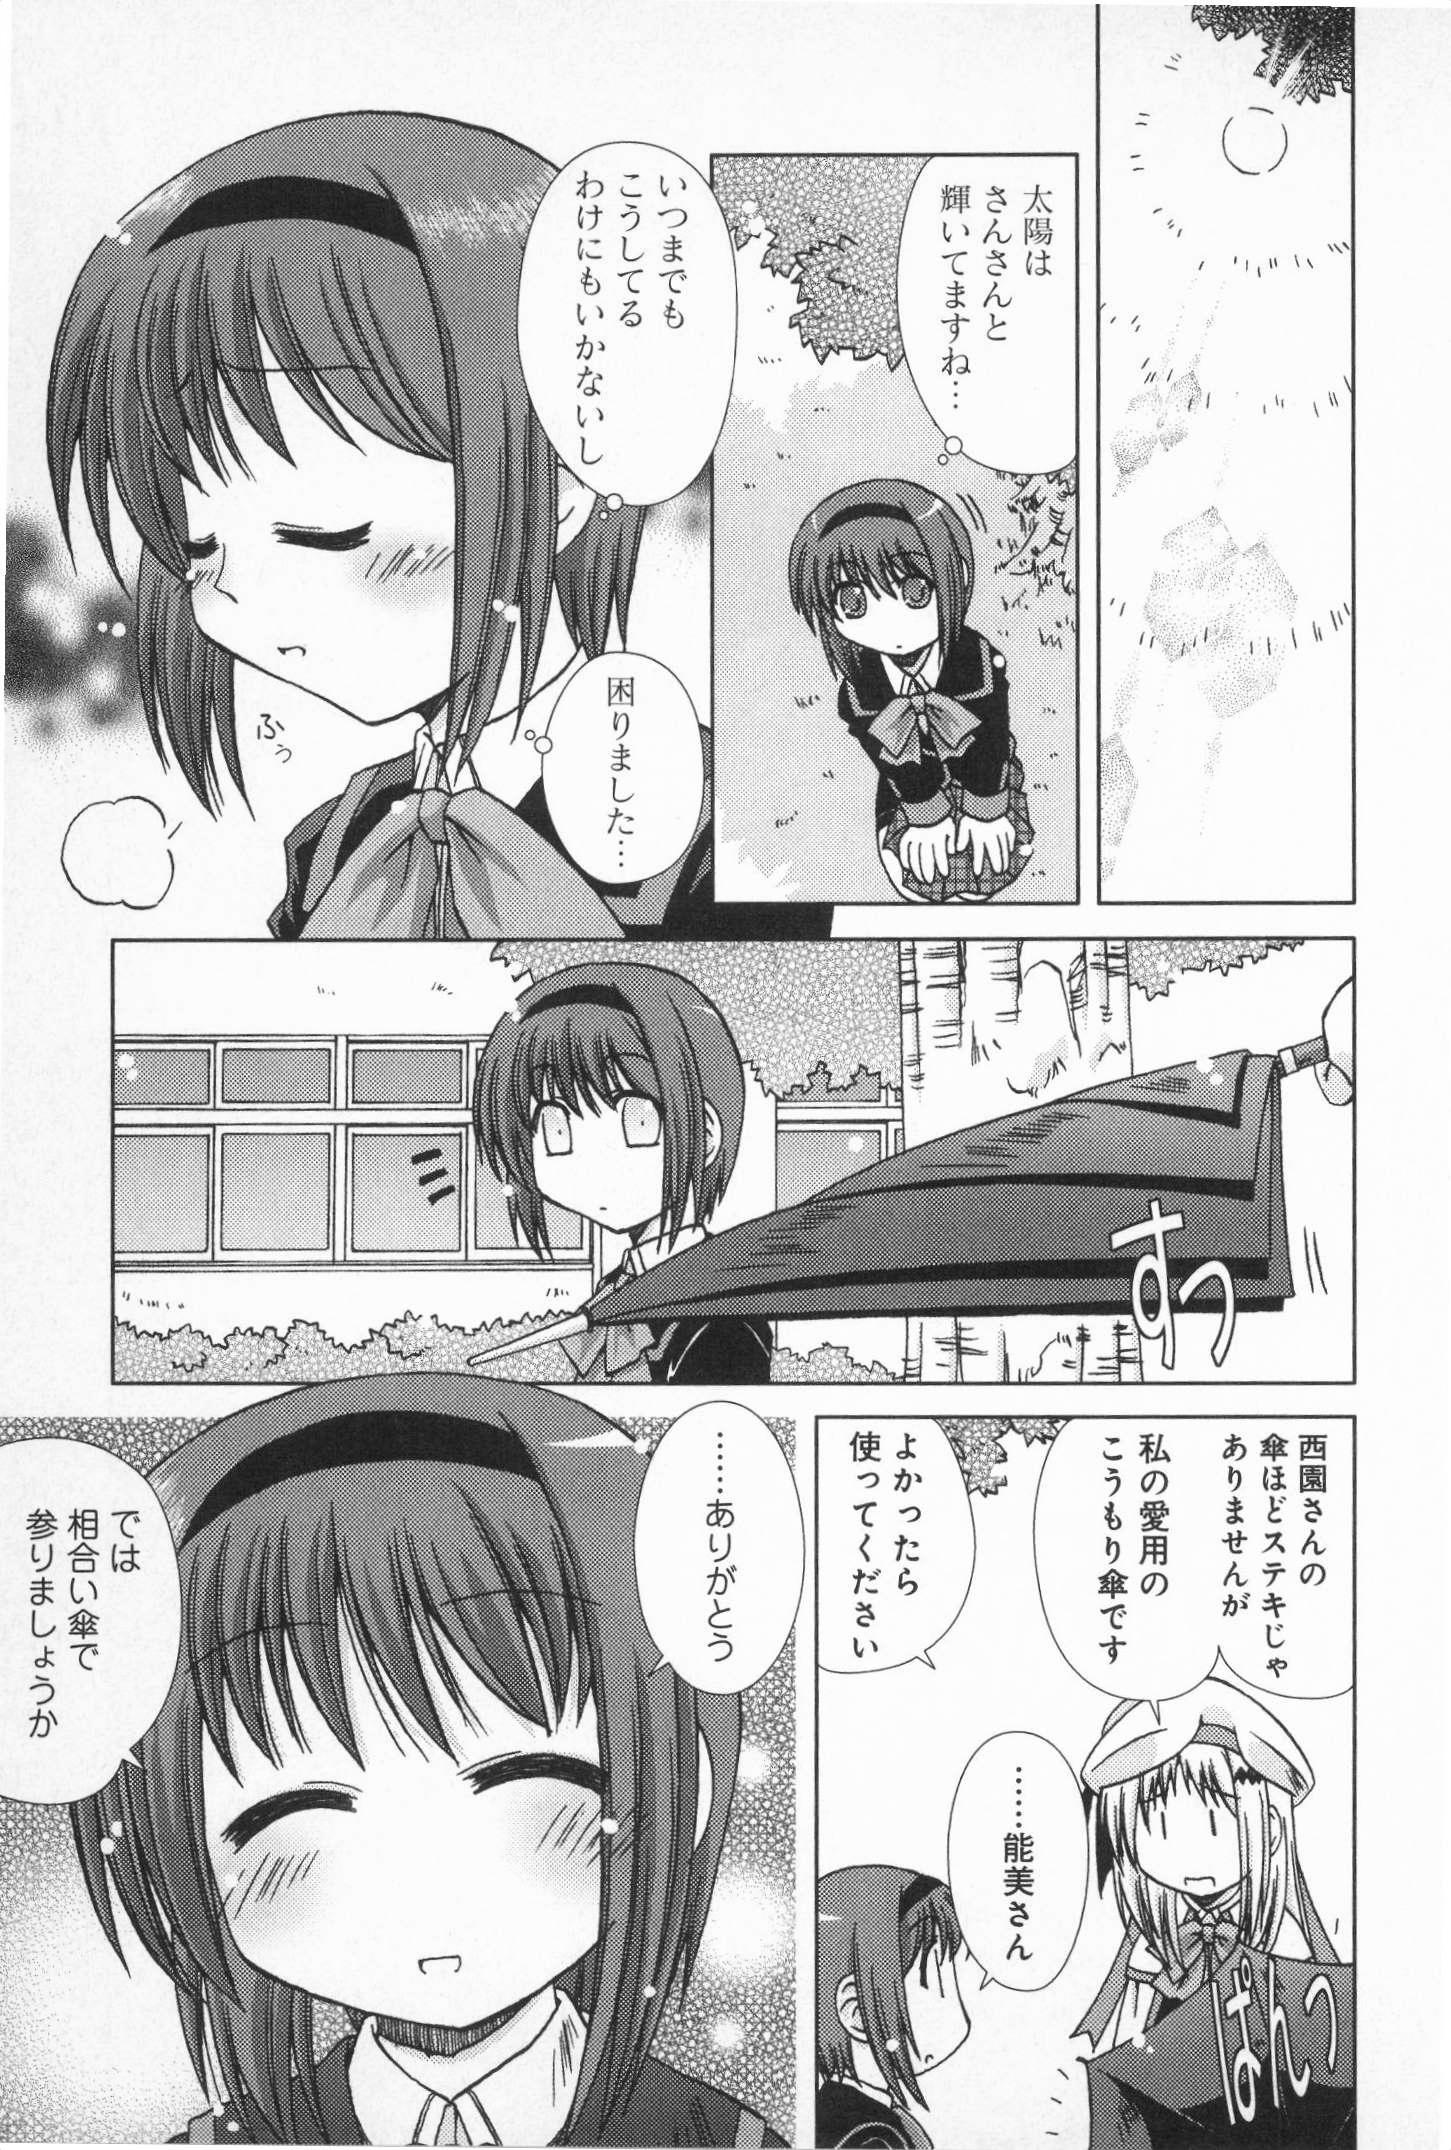 太陽は
さんさんと
輝いてますね…
いつまでも
こうしてる
わけにもいかないし
ふぅ
困りました…
すっ
西園さんの
傘ほどステキじゃ
ありませんが
私の愛用の
こうもり傘です
よかったら
使ってください
……能美さん
ばんっ
……ありがとう
では
相合い傘で
参りましょうか